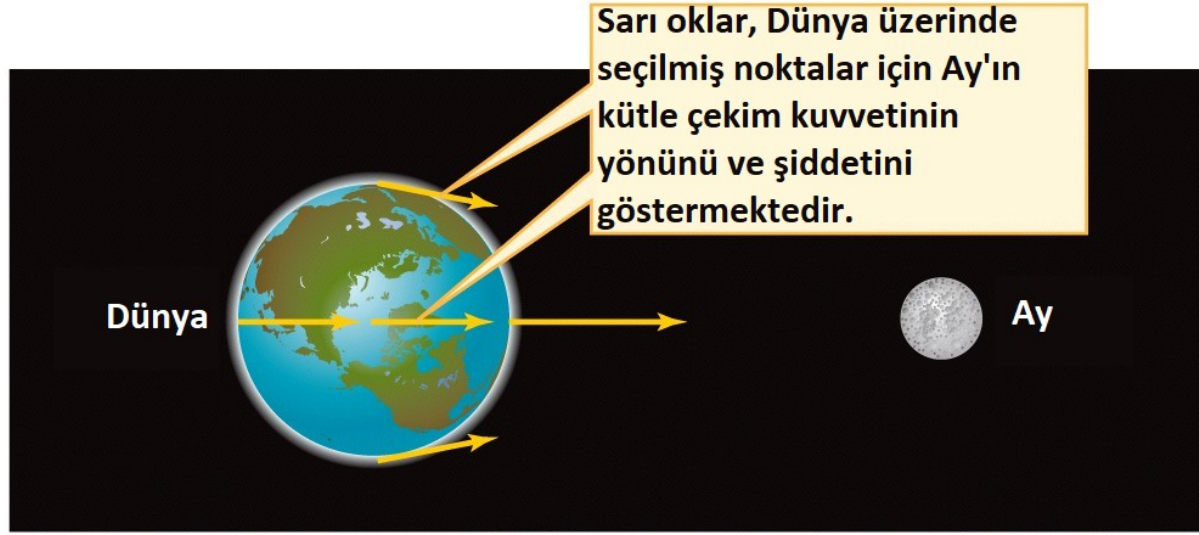 Sarı oklar, Dünya üzerinde
seçilmiş noktalar için Ay'ın
kütle çekim kuvvetinin
yönünü ve şiddetini
göstermektedir.
Dünya
Ay